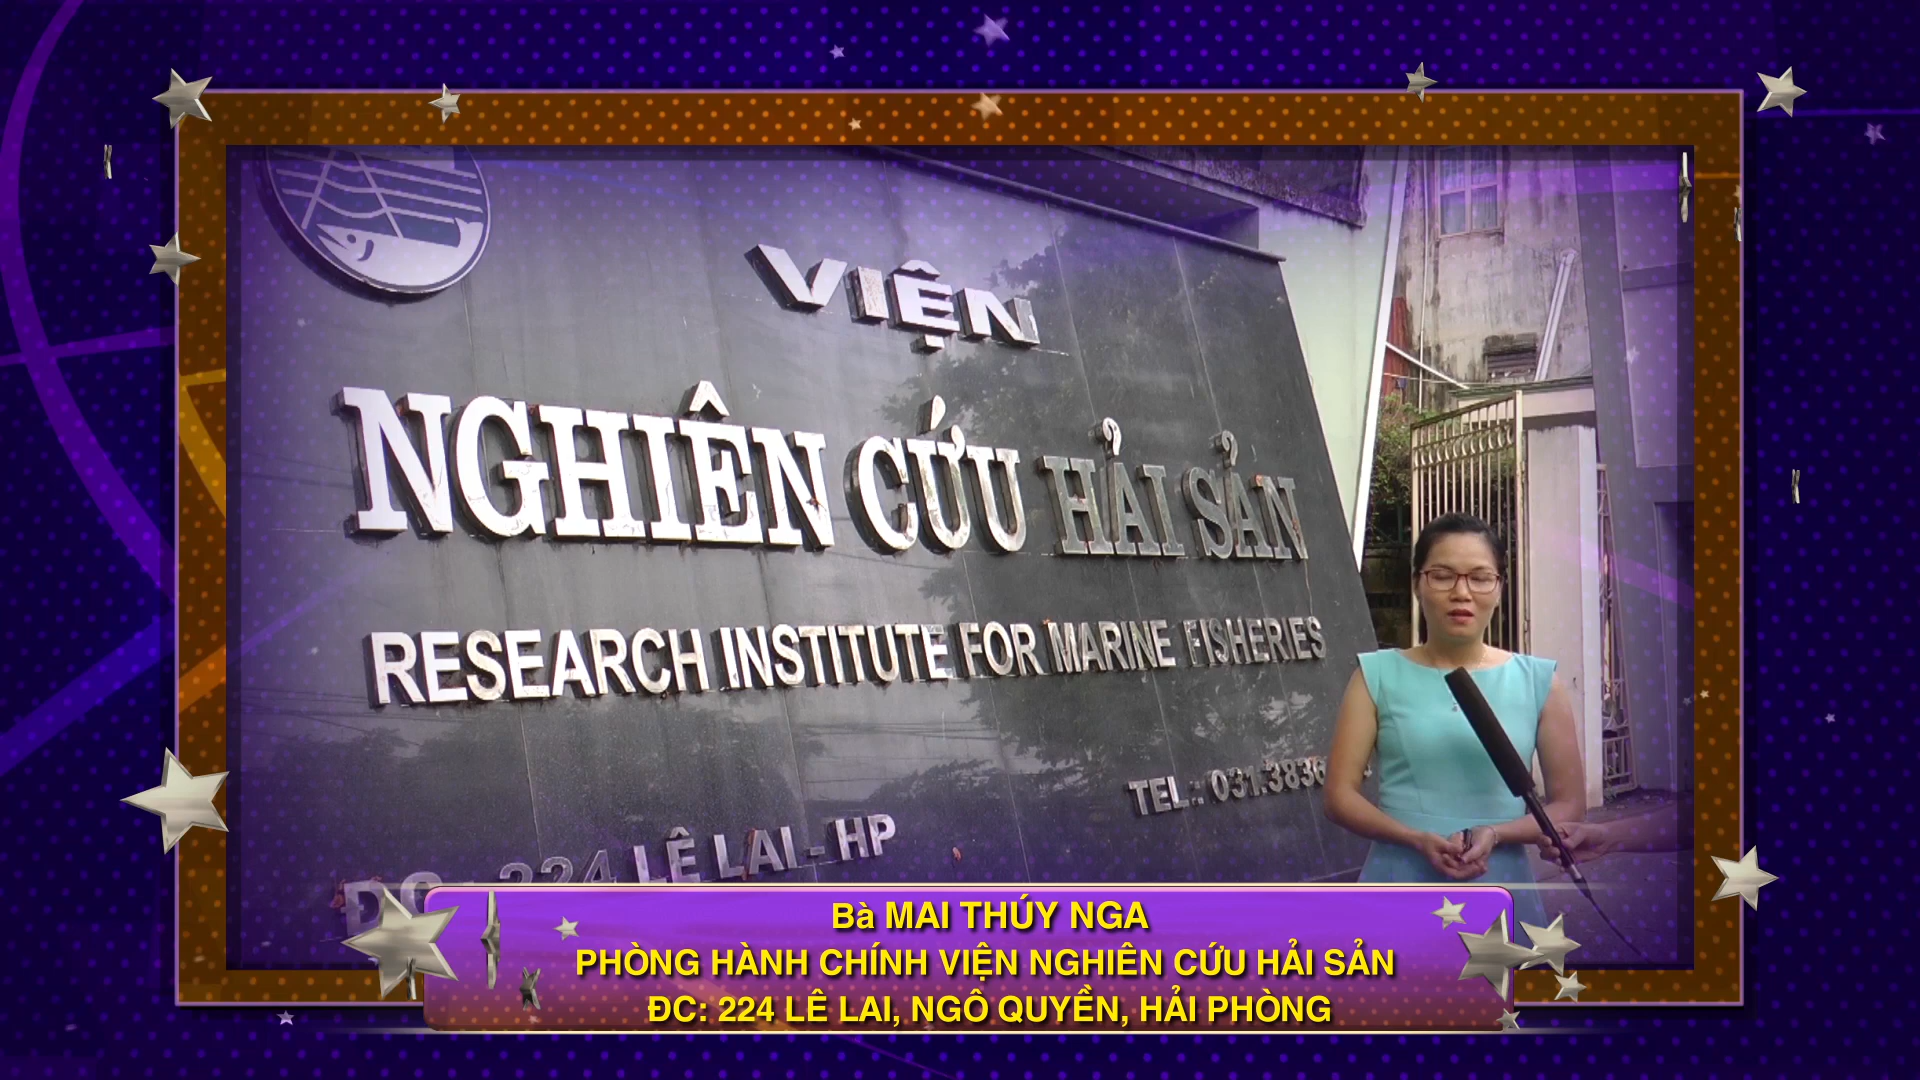 VIỆN
NGHIÊN CỨU HẢI SẢN
RESEARCH INSTITUTE FOR MARINE FISHERIES
TEL.: 031.3836
ĐC : 224 LÊ LAI - HP
Bà MAI THÚY NGA
PHÒNG HÀNH CHÍNH VIỆN NGHIÊN CỨU HẢI SẢN
ĐC: 224 LÊ LAI, NGÔ QUYỀN, HẢI PHÒNG